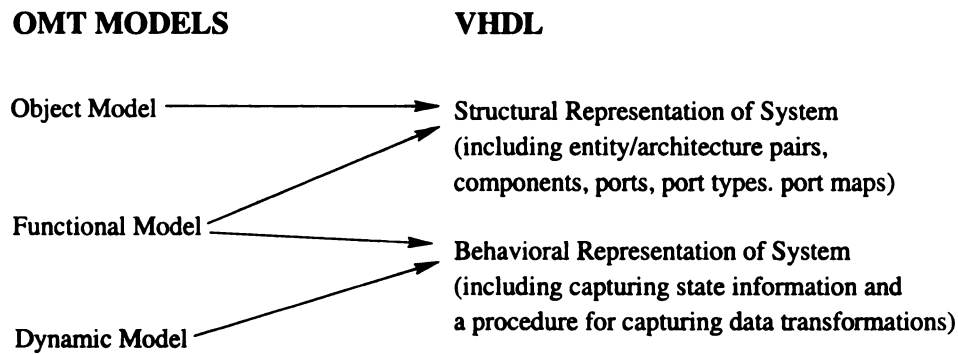 OMT MODELS
VHDL
Object Model
Structural Representation of System
(including entity/architecture pairs,
components, ports, port types. port maps)
Functional Model
Behavioral Representation of System
(including capturing state information and
a procedure for capturing data transformations)
Dynamic Model